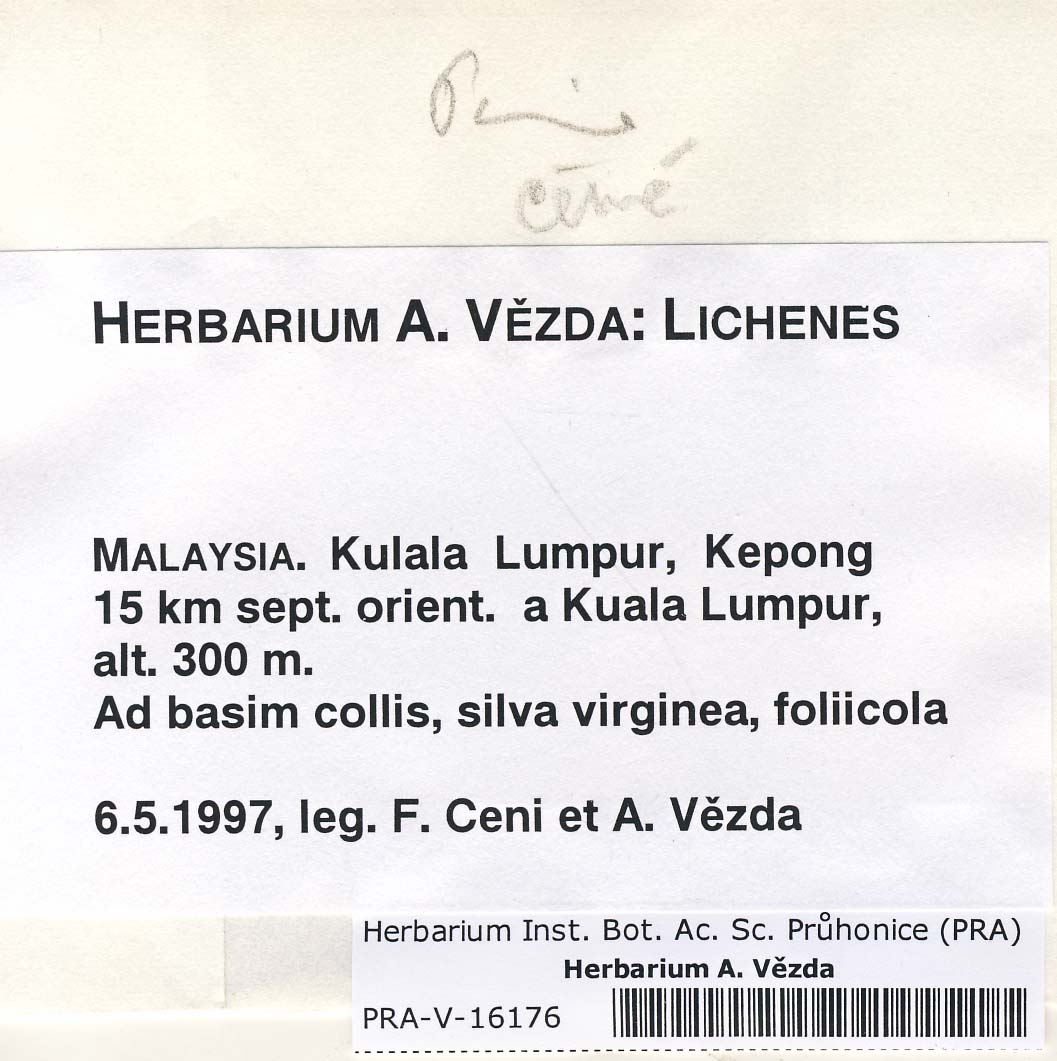 černé
HERBARIUM A. VĚZDA: LICHENES
MALAYSIA. Kulala Lumpur, Kepong
15 km sept. orient. a Kuala Lumpur,
alt. 300 m.
Ad basim collis, silva virginea, foliicola
6.5.1997, leg. F. Ceni et A. Vězda
Herbarium Inst. Bot. Ac. Sc. Průhonice (PRA)
Herbarium A. Vězda
PRA-V-16176